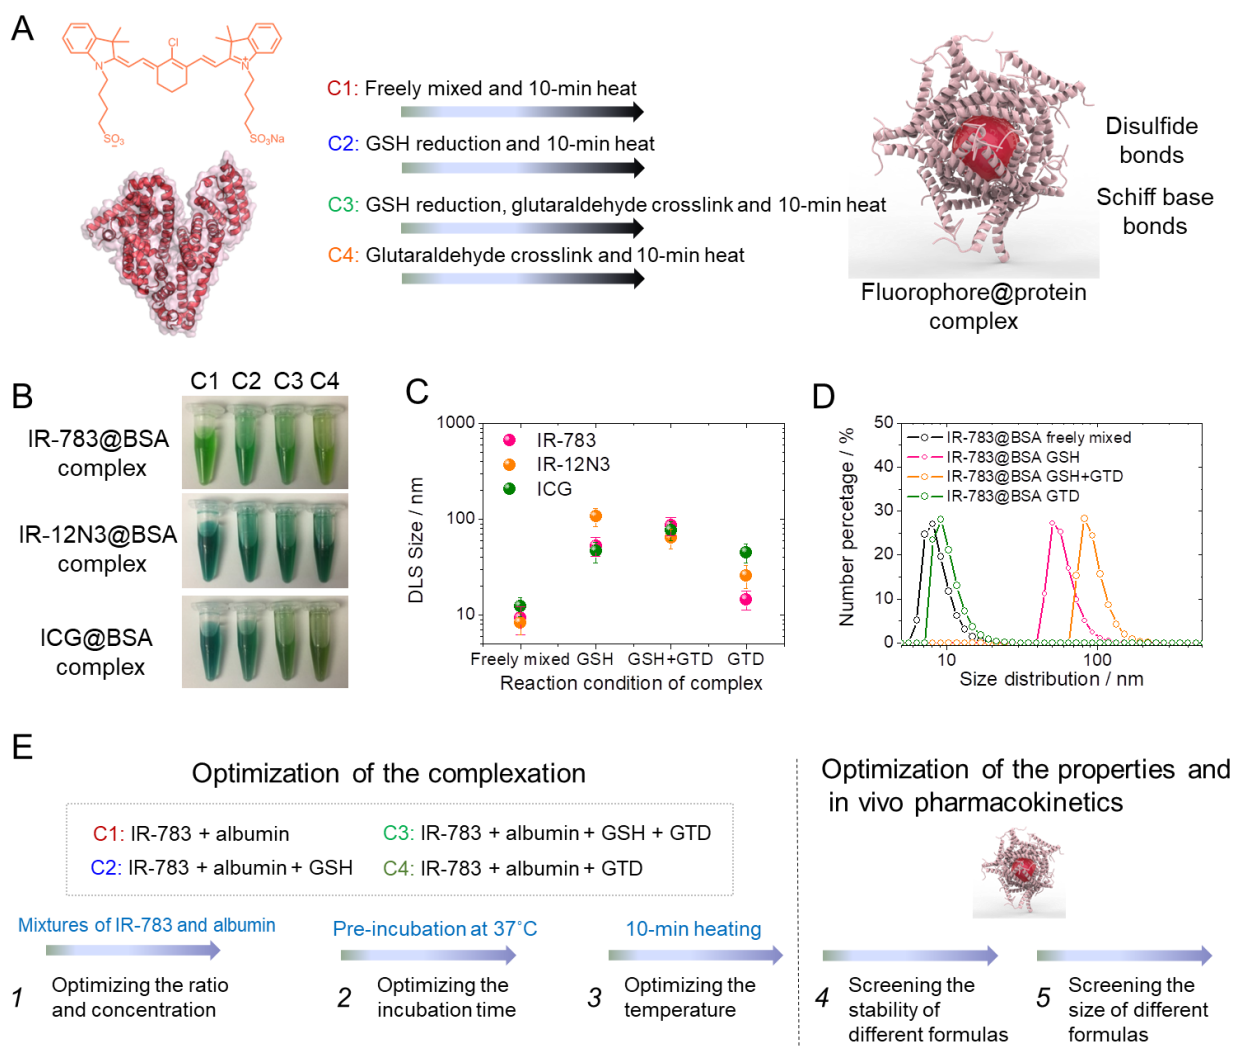 A
Cl
N
N
+
SO3
-
SO3Na
C1: Freely mixed and 10-min heat
C2: GSH reduction and 10-min heat
C3: GSH reduction, glutaraldehyde crosslink and 10-min heat
C4: Glutaraldehyde crosslink and 10-min heat
Disulfide
bonds
Schiff base
bonds
Fluorophore@protein
complex
B
C1 C2 C3 C4
IR-783@BSA
complex
IR-12N3@BSA
complex
ICG@BSA
complex
C
1000
100
10
DLS Size / nm
IR-783
IR-12N3
ICG
Freely mixed GSH GSH+GTD GTD
Reaction condition of complex
D
50
40
30
20
10
0
Number percentage / %
IR-783@BSA freely mixed
IR-783@BSA GSH
IR-783@BSA GSH+GTD
IR-783@BSA GTD
10 100
Size distribution / nm
E
Optimization of the complexation
C1: IR-783 + albumin
C2: IR-783 + albumin + GSH
C3: IR-783 + albumin + GSH + GTD
C4: IR-783 + albumin + GTD
Mixtures of IR-783 and albumin
1 Optimizing the ratio
and concentration
Pre-incubation at 37°C
2 Optimizing the
incubation time
10-min heating
3 Optimizing the
temperature
Optimization of the properties and
in vivo pharmacokinetics
4 Screening the
stability of
different formulas
5 Screening the
size of different
formulas